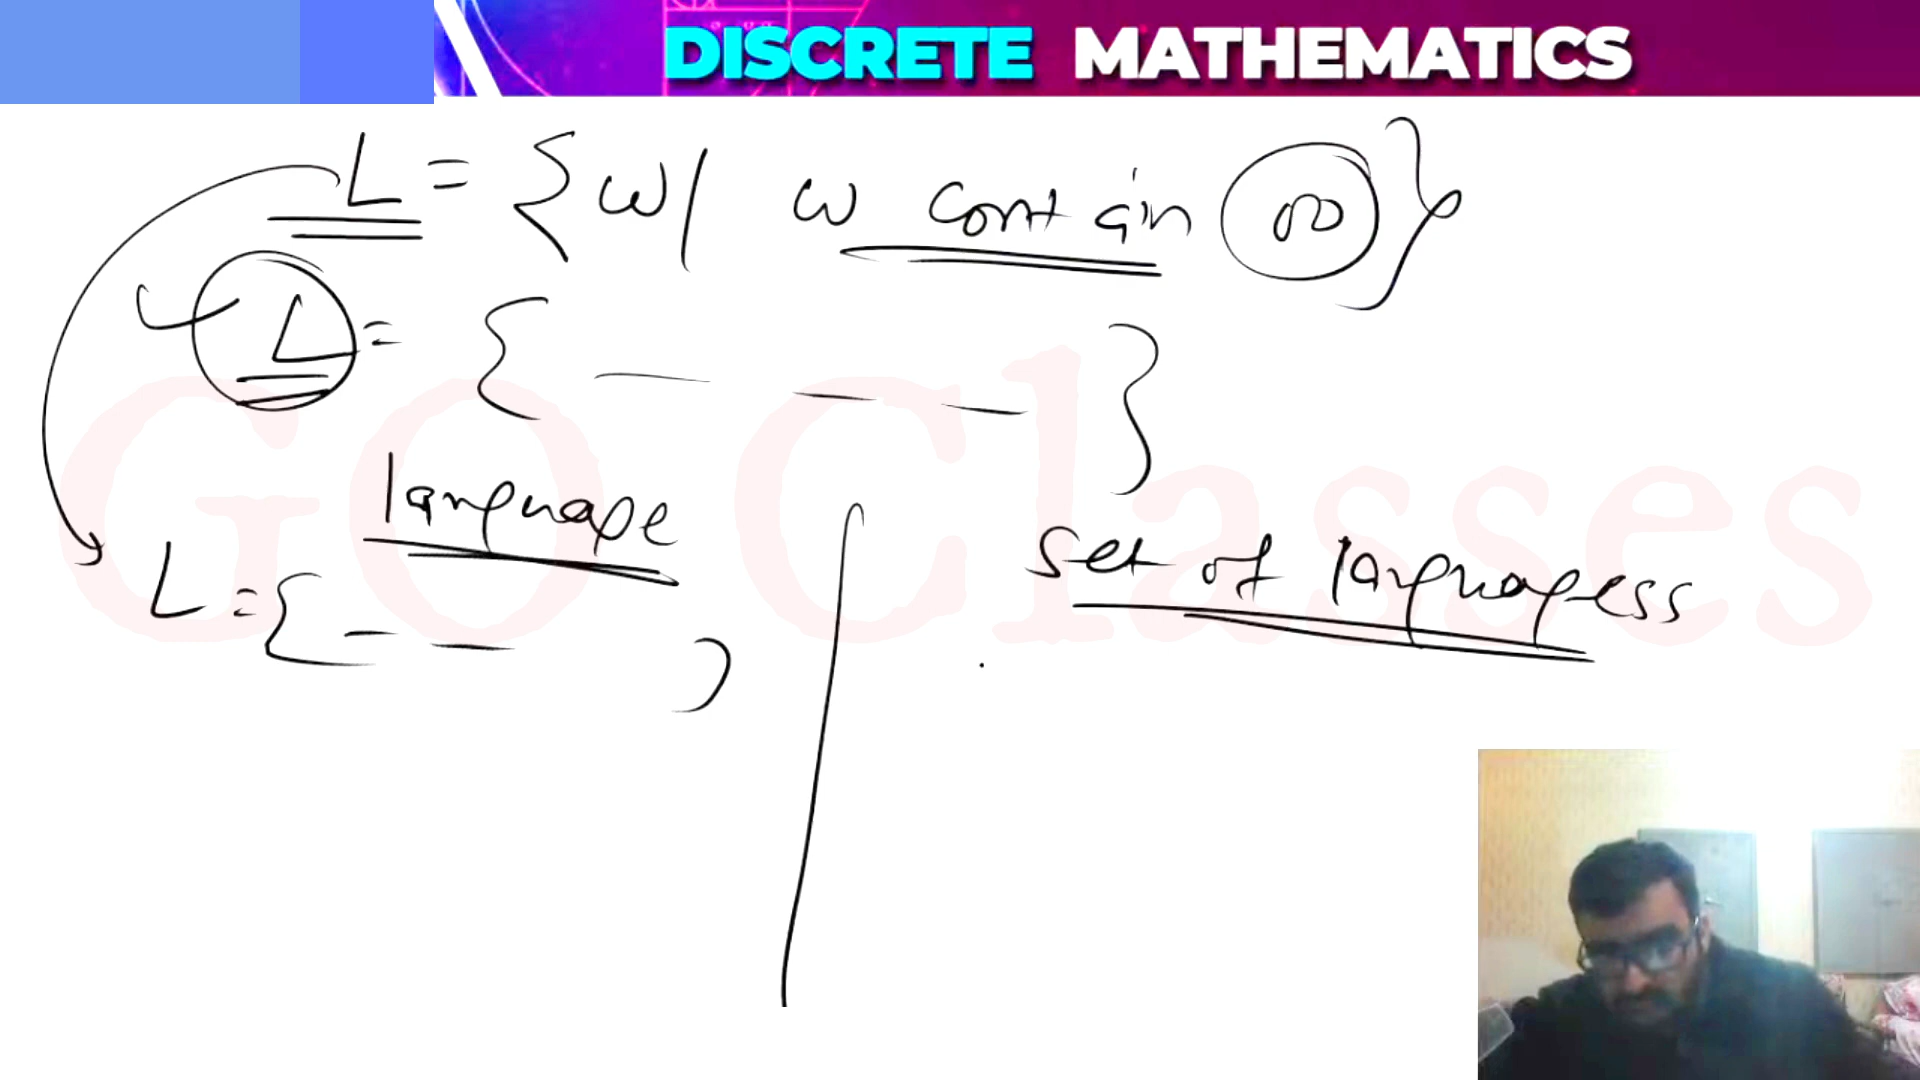 DISCRETE MATHEMATICS
L = {w | w contain 00}
L = { — — — }
language
set of languagess
L = { — — }
GO Classes